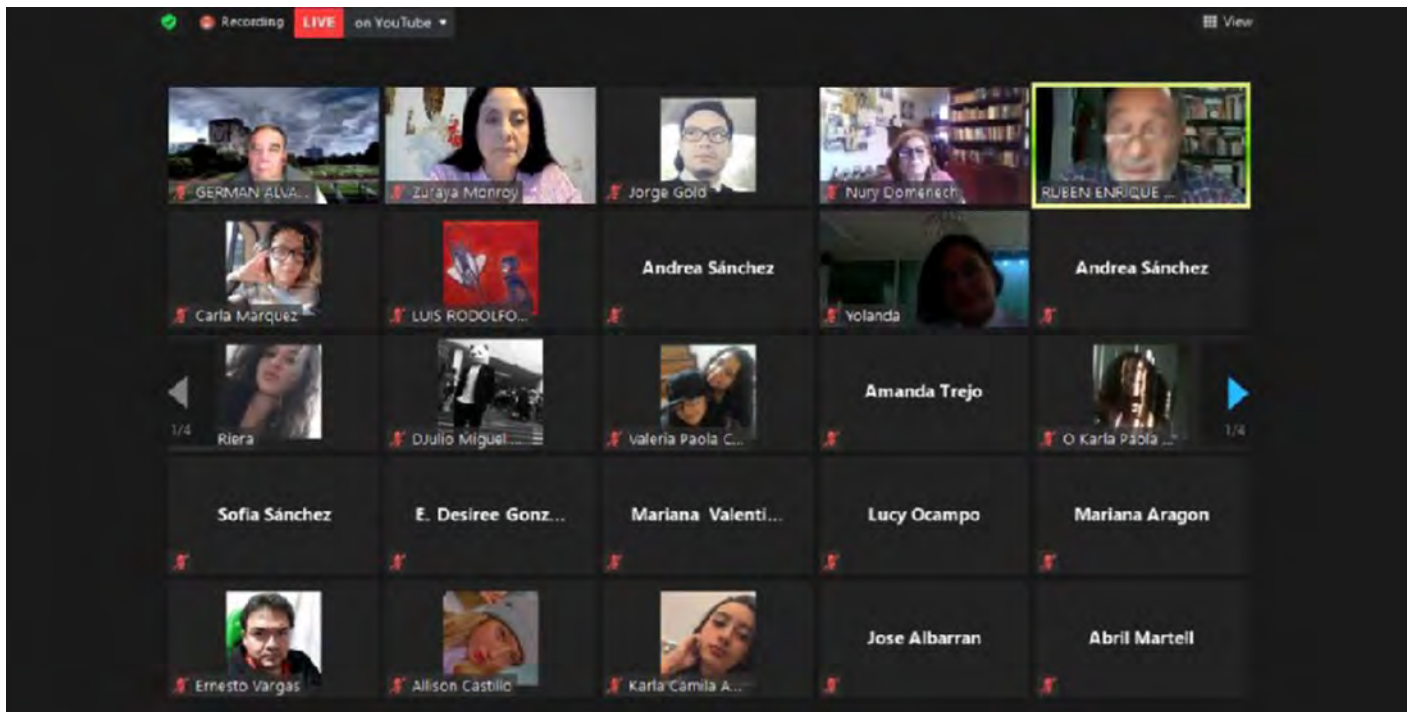 Recording LIVE on YouTube
View
GERMAN ALVA...
Zuraya Monroy
Jorge Gold
Nury Domenech
RUBEN ENRIQUE ...
Carla Marquez
LUIS RODOLFO...
Andrea Sánchez
Yolanda
Andrea Sánchez
1/4
Riera
DJulio Miguel ...
Valeria Paola C...
Amanda Trejo
O Karla Paola ...
1/4
Sofia Sánchez
E. Desiree Gonz...
Mariana Valenti...
Lucy Ocampo
Mariana Aragon
Ernesto Vargas
Allison Castillo
Karla Camila A...
Jose Albarran
Abril Martell